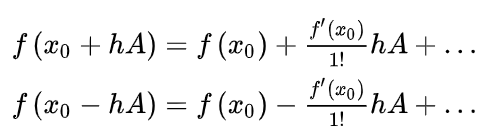 f (x₀ + hA) = f (x₀) + f′(x₀)/1! hA + …
f (x₀ − hA) = f (x₀) − f′(x₀)/1! hA + …